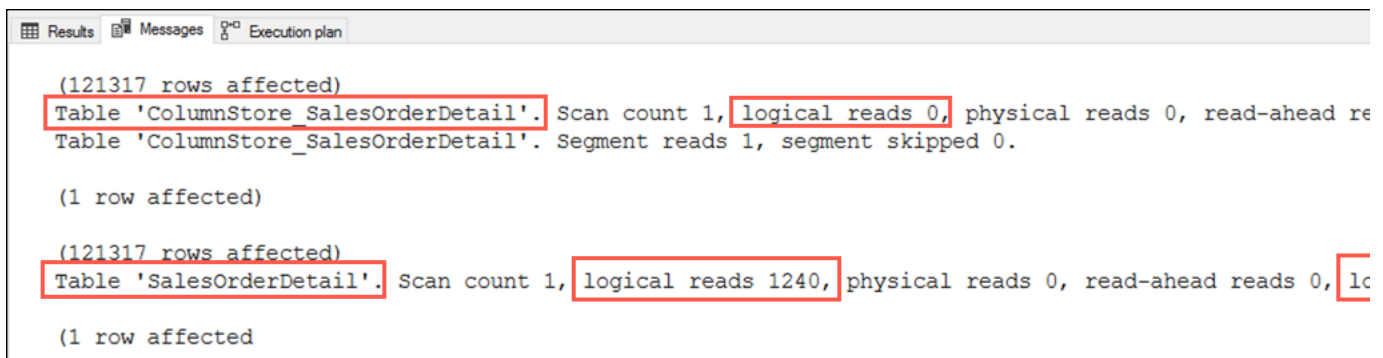 Results Messages Execution plan
(121317 rows affected)
Table 'ColumnStore_SalesOrderDetail'. Scan count 1, logical reads 0, physical reads 0, read-ahead re
Table 'ColumnStore_SalesOrderDetail'. Segment reads 1, segment skipped 0.
(1 row affected)
(121317 rows affected)
Table 'SalesOrderDetail'. Scan count 1, logical reads 1240, physical reads 0, read-ahead reads 0, lo
(1 row affected